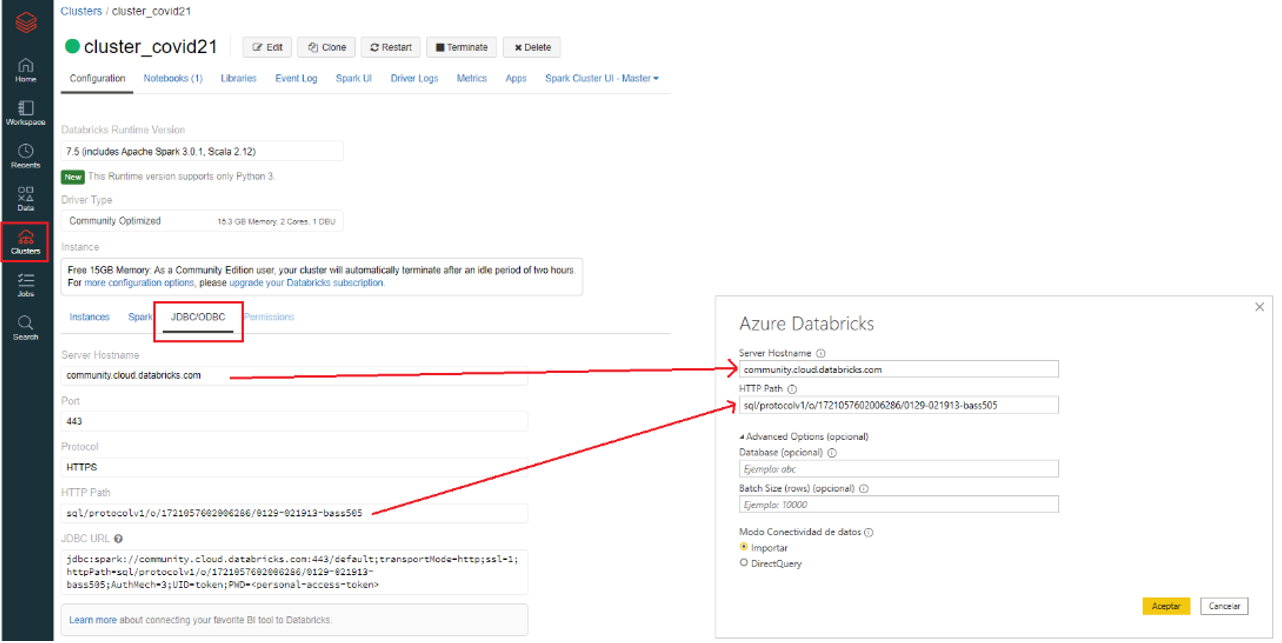 Clusters / cluster_covid21
cluster_covid21
Edit
Clone
Restart
Terminate
Delete
Configuration
Notebooks (1)
Libraries
Event Log
Spark UI
Driver Logs
Metrics
Apps
Spark Cluster UI - Master
Home
Workspace
Recents
Data
Clusters
Jobs
Search
Databricks Runtime Version
7.5 (includes Apache Spark 3.0.1, Scala 2.12)
New This Runtime version supports only Python 3.
Driver Type
Community Optimized 15.3 GB Memory, 2 Cores, 1 DBU
Instance
Free 15GB Memory: As a Community Edition user, your cluster will automatically terminate after an idle period of two hours.
For more configuration options, please upgrade your Databricks subscription.
Instances
Spark
JDBC/ODBC
Permissions
Server Hostname
community.cloud.databricks.com
Port
443
Protocol
HTTPS
HTTP Path
sql/protocolv1/o/1721057602006286/0129-021913-bass505
JDBC URL
jdbc:spark://community.cloud.databricks.com:443/default;transportMode=http;ssl=1;
httpPath=sql/protocolv1/o/1721057602006286/0129-021913-
bass505;AuthMech=3;UID=token;PWD=<personal-access-token>
Learn more about connecting your favorite BI tool to Databricks.
Azure Databricks
Server Hostname
community.cloud.databricks.com
HTTP Path
sql/protocolv1/o/1721057602006286/0129-021913-bass505
Advanced Options (opcional)
Database (opcional)
Ejemplo: abc
Batch Size (rows) (opcional)
Ejemplo: 10000
Modo Conectividad de datos
Importar
DirectQuery
Aceptar
Cancelar